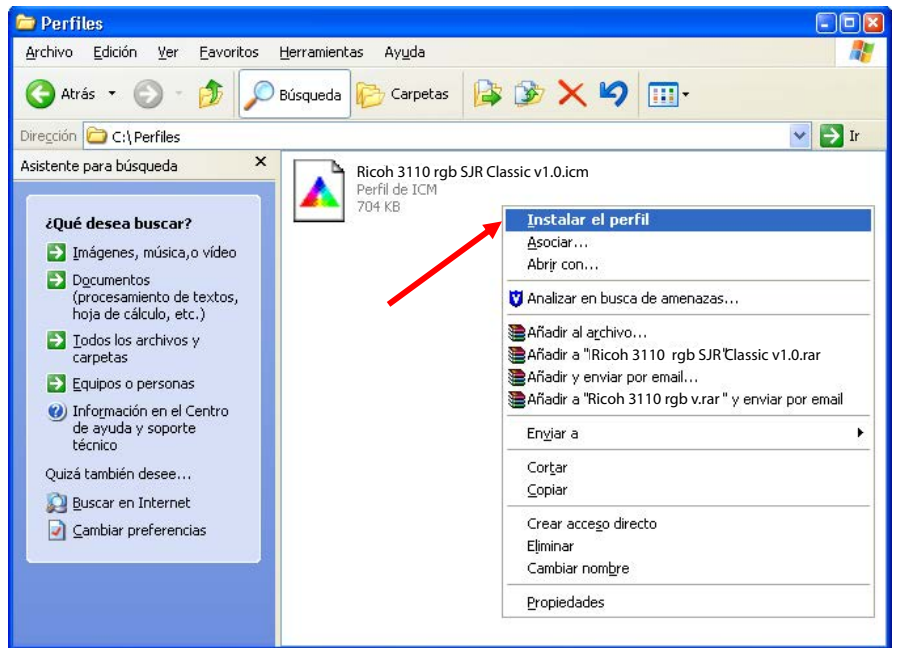 Perfiles
Archivo Edición Ver Favoritos Herramientas Ayuda
Atrás Búsqueda Carpetas
Dirección C:\Perfiles Ir
Asistente para búsqueda
¿Qué desea buscar?
Imágenes, música,o vídeo
Documentos
(procesamiento de textos,
hoja de cálculo, etc.)
Todos los archivos y
carpetas
Equipos o personas
Información en el Centro
de ayuda y soporte
técnico
Quizá también desee...
Buscar en Internet
Cambiar preferencias
Ricoh 3110 rgb SJR Classic v1.0.icm
Perfil de ICM
704 KB
Instalar el perfil
Asociar...
Abrir con...
Analizar en busca de amenazas...
Añadir al archivo...
Añadir a "Ricoh 3110 rgb SJR"Classic v1.0.rar
Añadir y enviar por email...
Añadir a "Ricoh 3110 rgb v.rar" y enviar por email
Enviar a
Cortar
Copiar
Crear acceso directo
Eliminar
Cambiar nombre
Propiedades